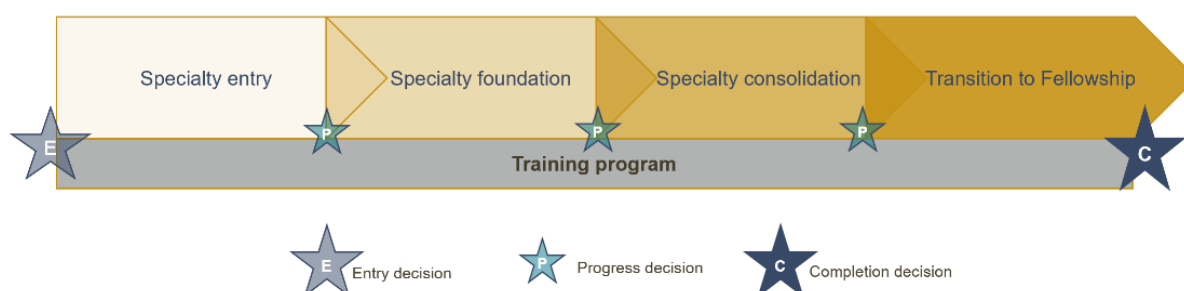 Specialty entry
Specialty foundation
Specialty consolidation
Transition to Fellowship
E
P
P
P
C
Training program
E
Entry decision
P
Progress decision
C
Completion decision